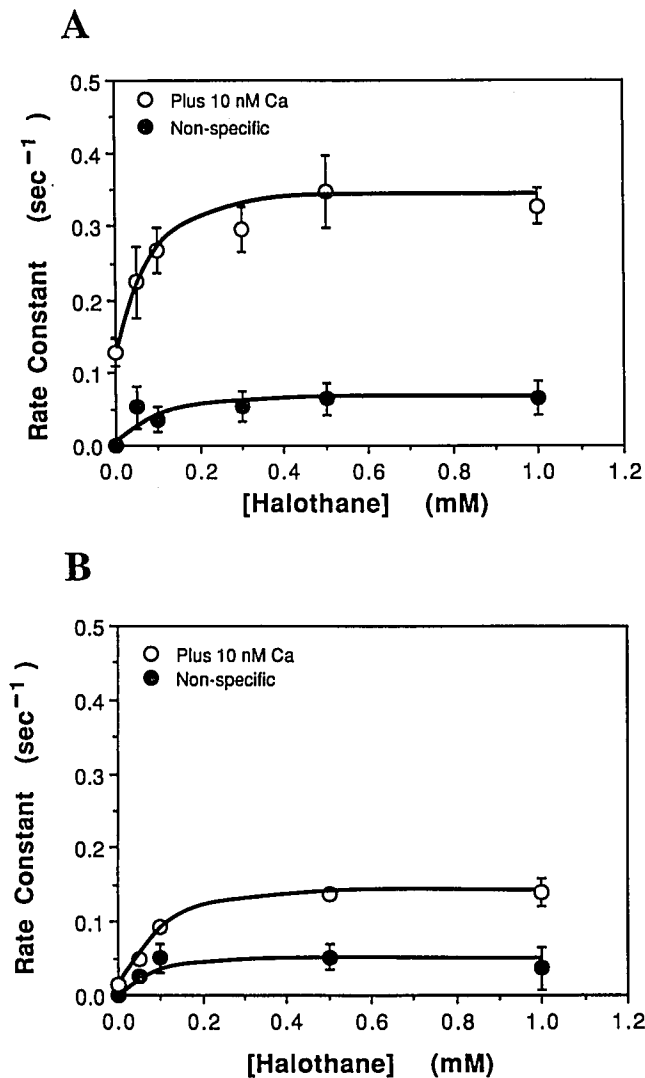 A
0.5
0.4
0.3
0.2
0.1
0.0
Rate Constant (sec⁻¹ )
Plus 10 nM Ca
Non-specific
0.0 0.2 0.4 0.6 0.8 1.0 1.2
[Halothane] (mM)
B
0.5
0.4
0.3
0.2
0.1
0.0
Rate Constant (sec⁻¹ )
Plus 10 nM Ca
Non-specific
0.0 0.2 0.4 0.6 0.8 1.0 1.2
[Halothane] (mM)